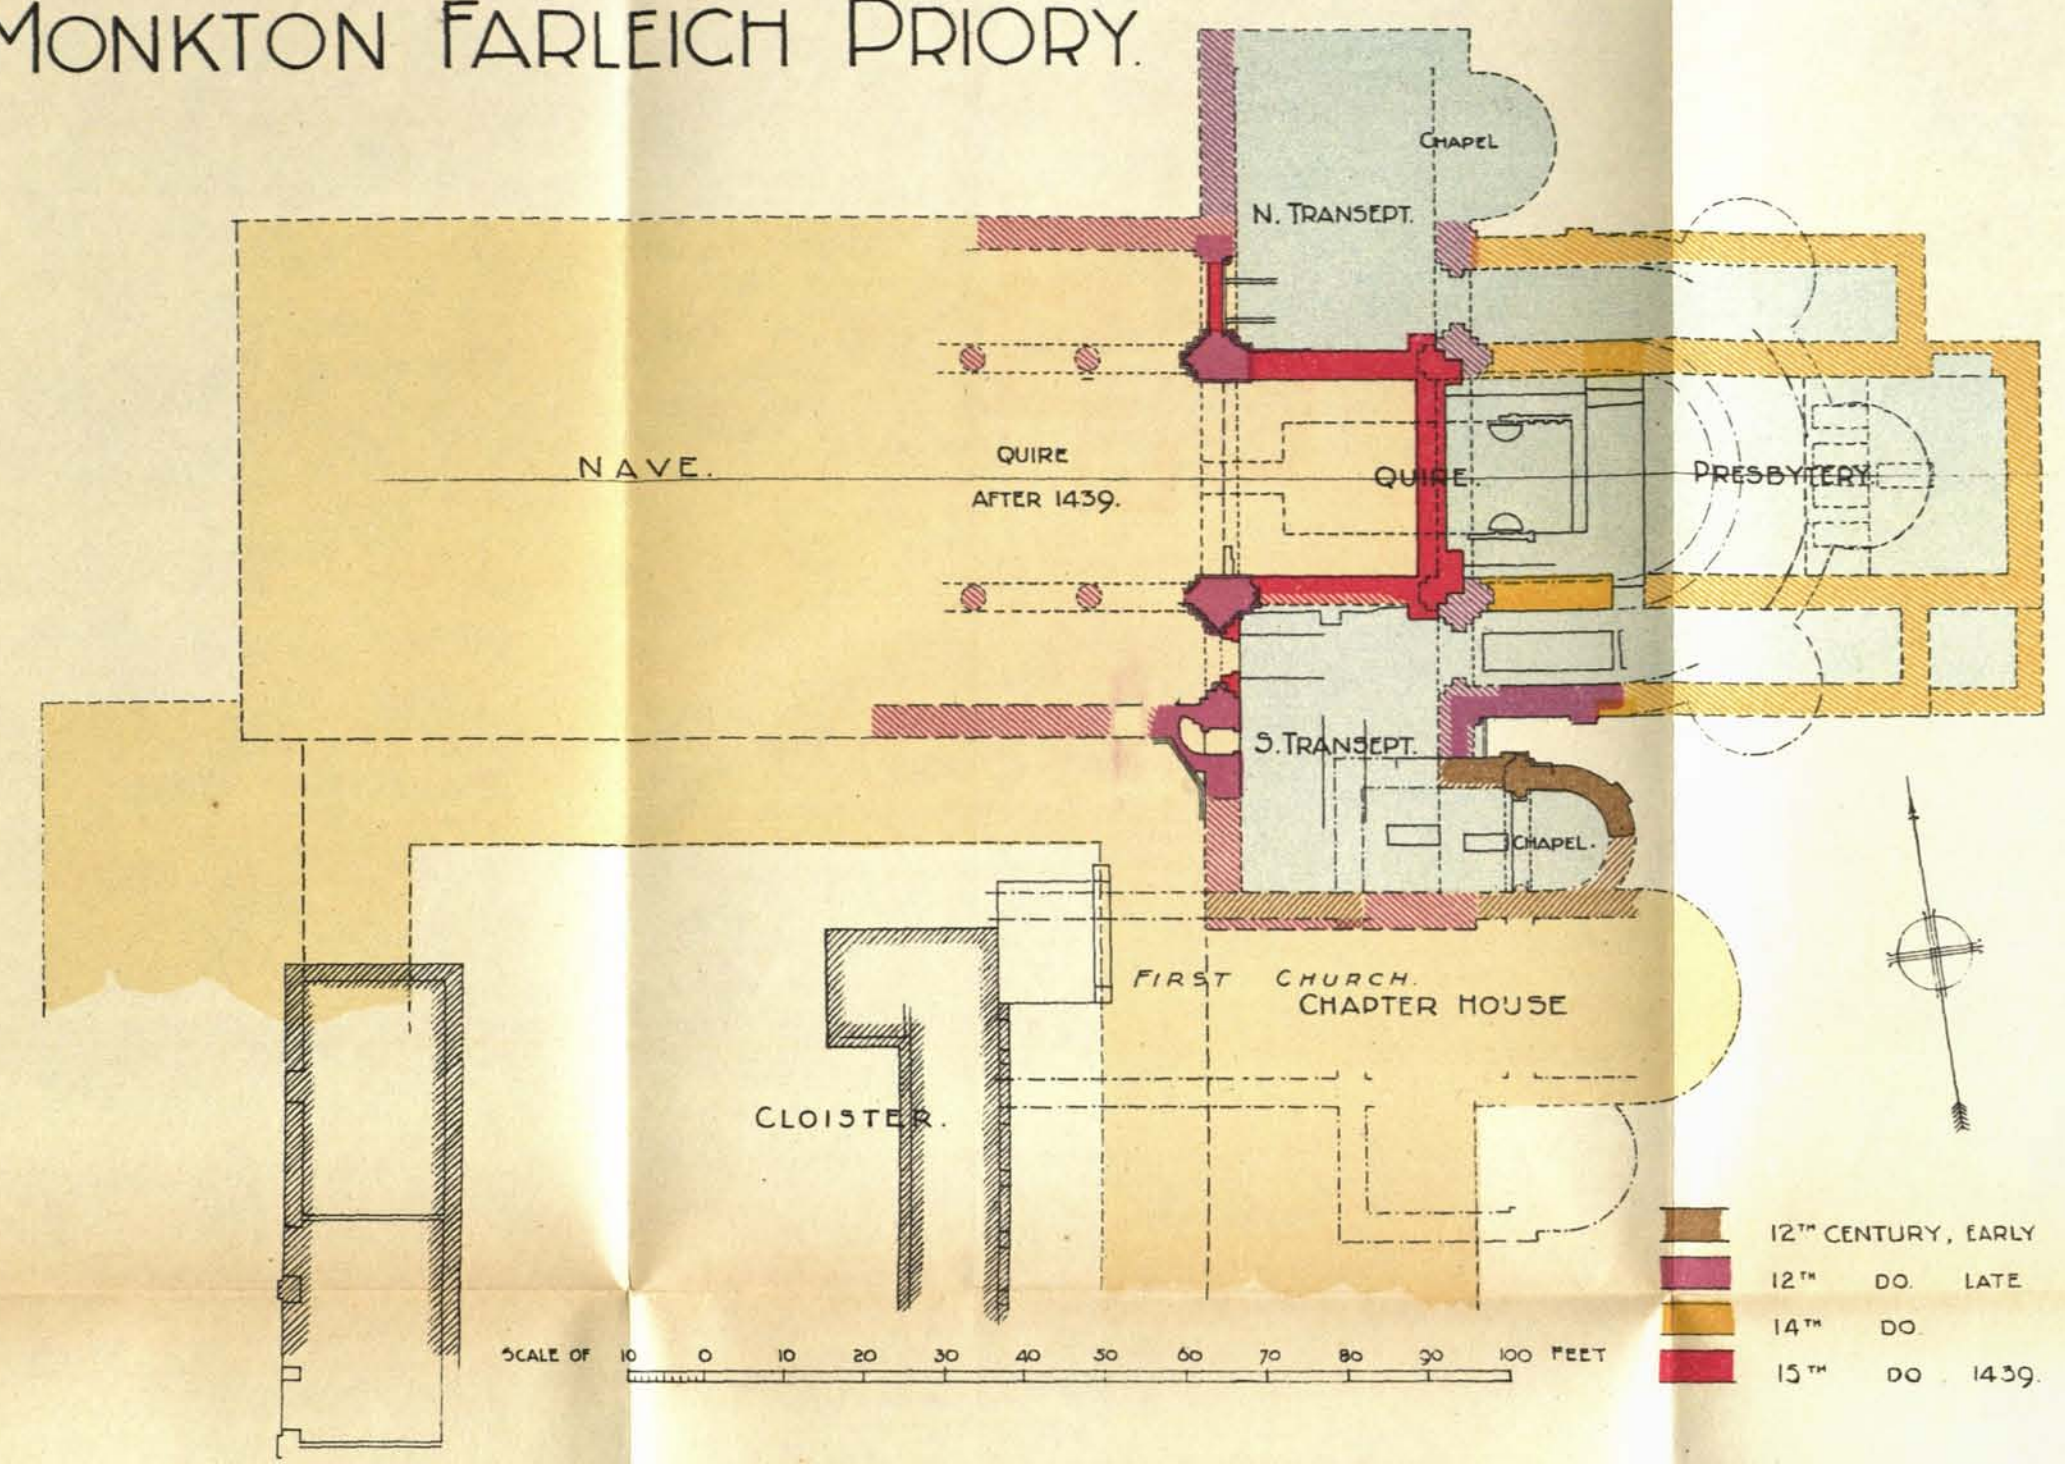 MONKTON FARLEICH PRIORY.
CHAPEL
N. TRANSEPT.
NAVE.
QUIRE
AFTER 1439.
QUIRE.
PRESBYTERY
S. TRANSEPT.
CHAPEL.
FIRST CHURCH.
CHAPTER HOUSE
CLOISTER.
12TH CENTURY, EARLY
12TH DO. LATE
14TH DO
15TH DO. 1439.
SCALE OF 10 0 10 20 30 40 50 60 70 80 90 100 FEET